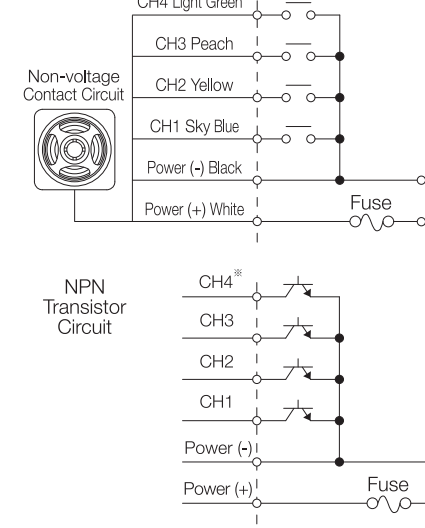 CH4 Light Green
CH3 Peach
Non-voltage
Contact Circuit
CH2 Yellow
CH1 Sky Blue
Power (-) Black
Power (+) White
Fuse
NPN
Transistor
Circuit
CH4※
CH3
CH2
CH1
Power (-)
Power (+)
Fuse